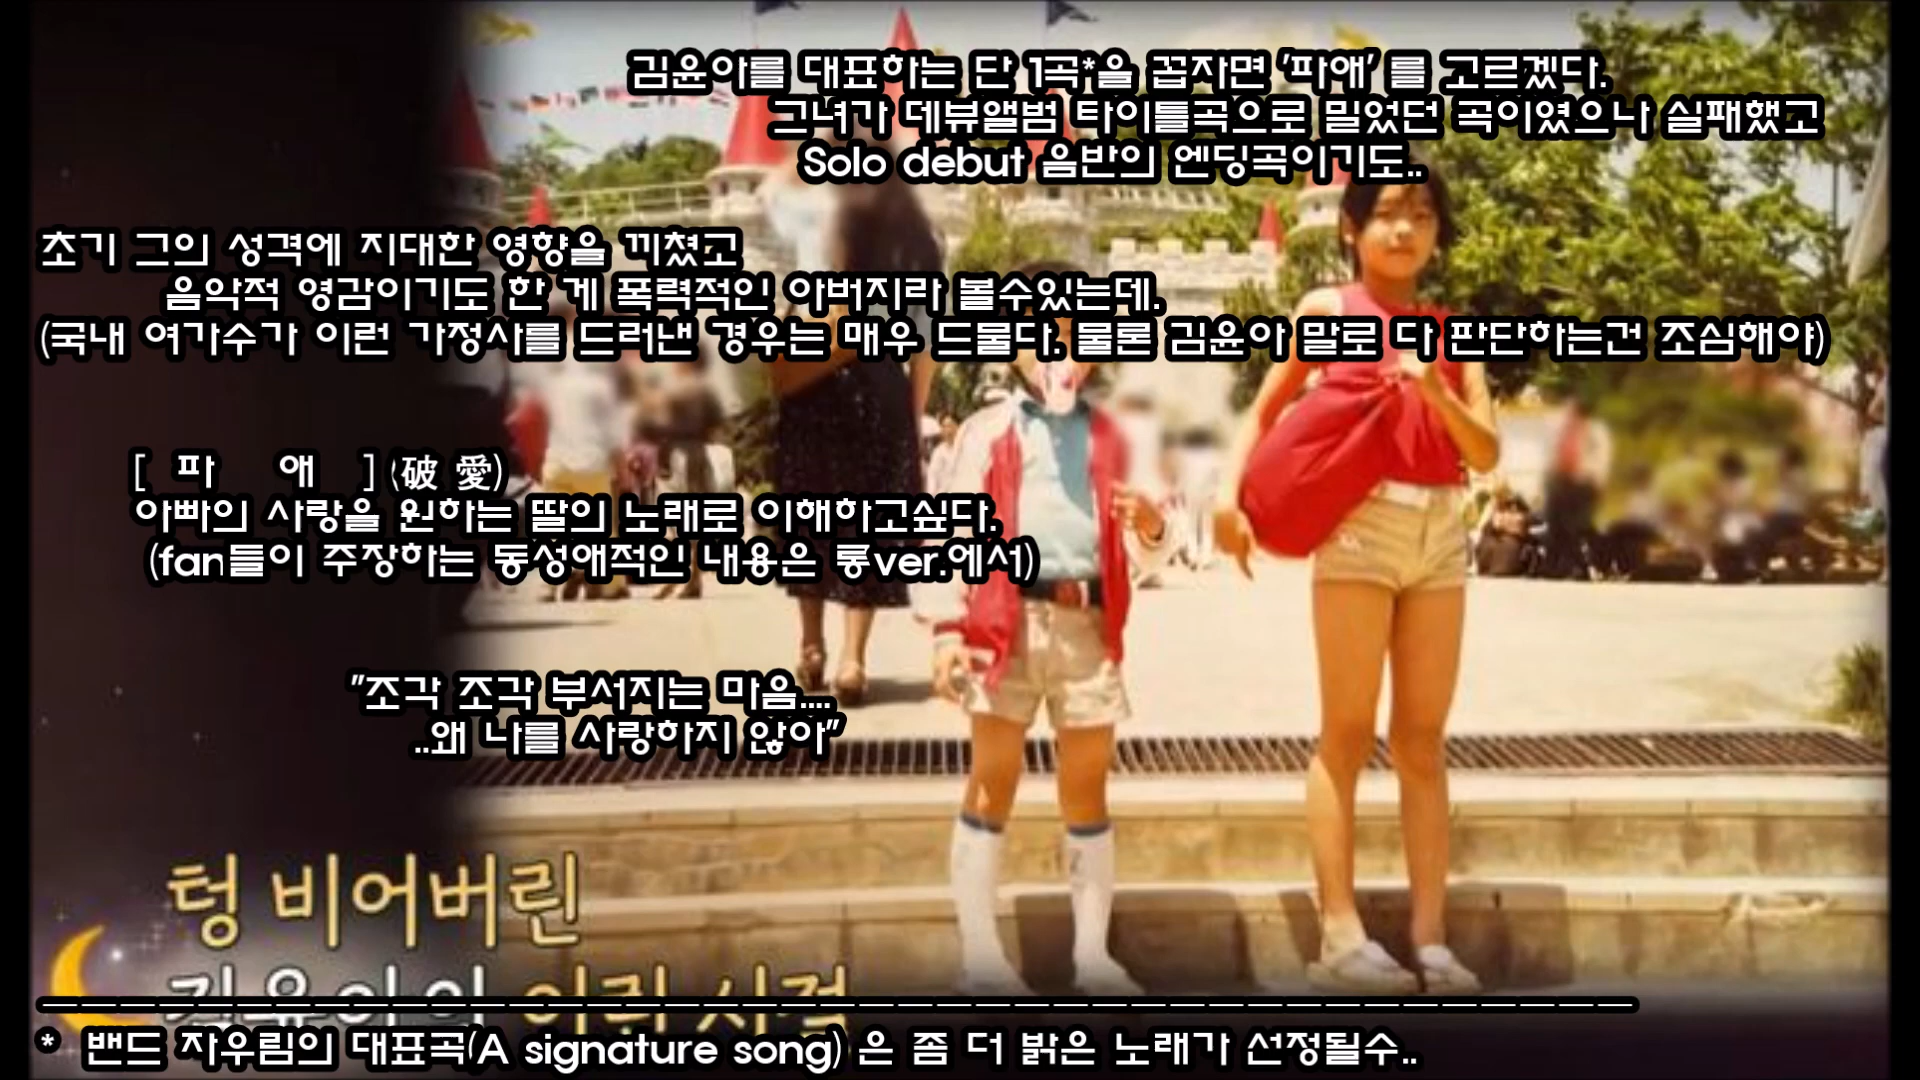 김윤아를 대표하는 단 1곡*을 꼽자면 '파애' 를 고르겠다.
그녀가 데뷰앨범 타이틀곡으로 밀었던 곡이였으나 실패했고
Solo debut 음반의 엔딩곡이기도..
초기 그의 성격에 지대한 영향을 끼쳤고
음악적 영감이기도 한 게 폭력적인 아버지라 볼수있는데.
(국내 여가수가 이런 가정사를 드러낸 경우는 매우 드물다. 물론 김윤아 말로 다 판단하는건 조심해야)
[ 파 애 ] (破 愛)
아빠의 사랑을 원하는 딸의 노래로 이해하고싶다.
(fan들이 주장하는 동성애적인 내용은 롱ver.에서)
"조각 조각 부서지는 마음....
..왜 나를 사랑하지 않아"
텅 비어버린
김윤아의 어린 시절
* 밴드 자우림의 대표곡(A signature song) 은 좀 더 밝은 노래가 선정될수..